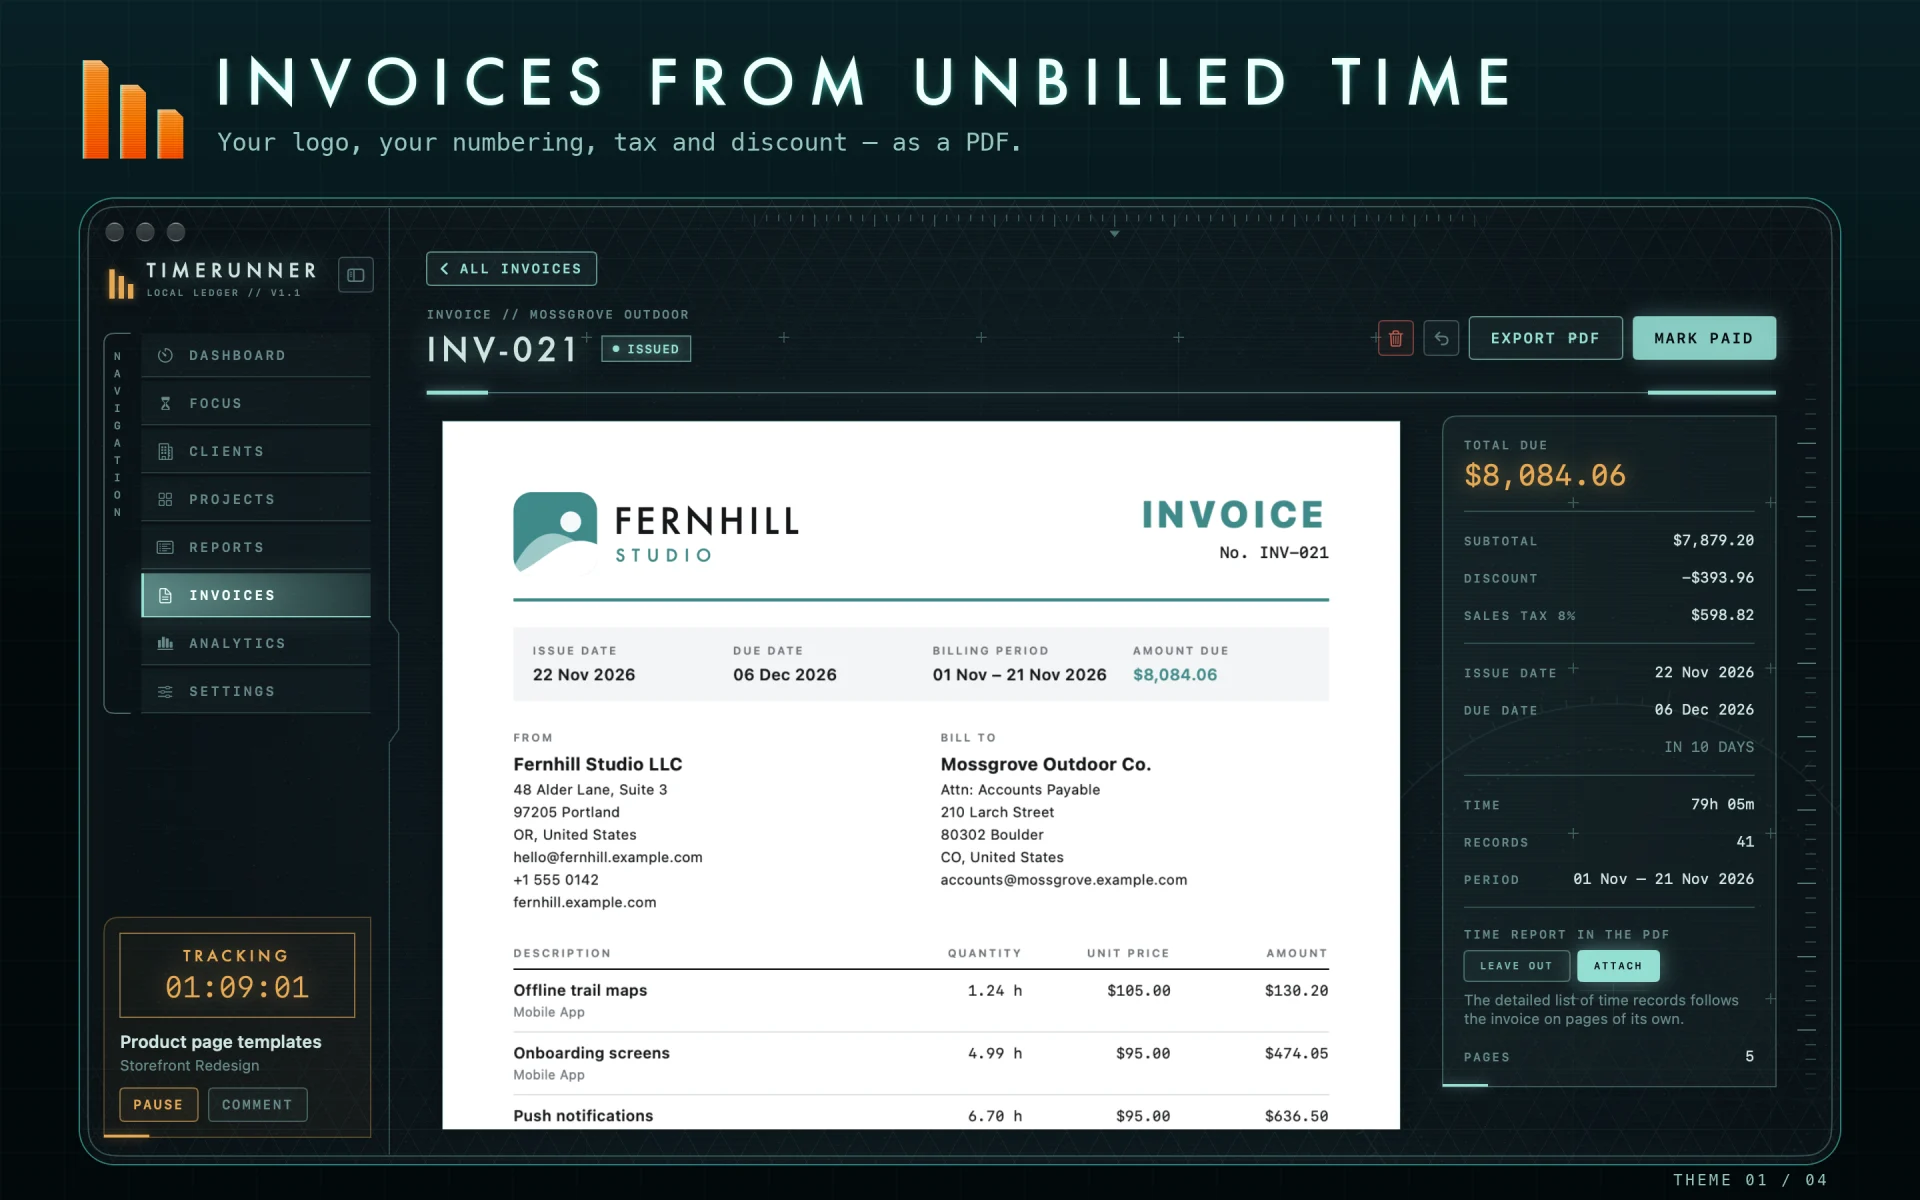 INVOICES FROM UNBILLED TIME
Your logo, your numbering, tax and discount — as a PDF.
TIMERUNNER
LOCAL LEDGER // V1.1
NAVIGATION
DASHBOARD
FOCUS
CLIENTS
PROJECTS
REPORTS
INVOICES
ANALYTICS
SETTINGS
TRACKING
01:09:01
Product page templates
Storefront Redesign
PAUSE COMMENT
ALL INVOICES
INVOICE // MOSSGROVE OUTDOOR
INV-021 ISSUED
EXPORT PDF MARK PAID
FERNHILL
STUDIO
INVOICE
No. INV-021
ISSUE DATE DUE DATE BILLING PERIOD AMOUNT DUE
22 Nov 2026 06 Dec 2026 01 Nov – 21 Nov 2026 $8,084.06
FROM
Fernhill Studio LLC
48 Alder Lane, Suite 3
97205 Portland
OR, United States
hello@fernhill.example.com
+1 555 0142
fernhill.example.com
BILL TO
Mossgrove Outdoor Co.
Attn: Accounts Payable
210 Larch Street
80302 Boulder
CO, United States
accounts@mossgrove.example.com
DESCRIPTION QUANTITY UNIT PRICE AMOUNT
Offline trail maps 1.24 h $105.00 $130.20
Mobile App
Onboarding screens 4.99 h $95.00 $474.05
Mobile App
Push notifications 6.70 h $95.00 $636.50
TOTAL DUE
$8,084.06
SUBTOTAL $7,879.20
DISCOUNT −$393.96
SALES TAX 8% $598.82
ISSUE DATE 22 Nov 2026
DUE DATE 06 Dec 2026
IN 10 DAYS
TIME 79h 05m
RECORDS 41
PERIOD 01 Nov – 21 Nov 2026
TIME REPORT IN THE PDF
LEAVE OUT ATTACH
The detailed list of time records follows
the invoice on pages of its own.
PAGES 5
THEME 01 / 04